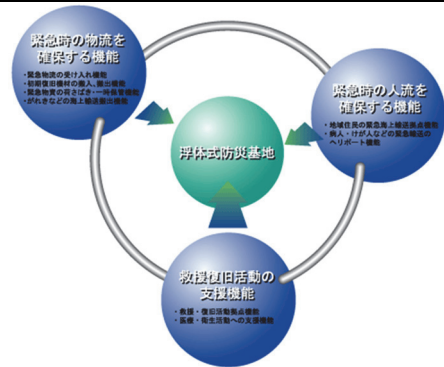 緊急時の物流を
確保する機能
・緊急物流の受け入れ機能
・初期復旧機材の搬入、搬出機能
・緊急物資の荷さばき・一時保管機能
・がれきなどの海上輸送搬出機能
緊急時の人流を
確保する機能
・地域住民の緊急海上輸送拠点機能
・病人・けが人などの緊急輸送の
ヘリポート機能
浮体式防災基地
救援復旧活動の
支援機能
・救援・復旧活動拠点機能
・医療・衛生活動への支援機能